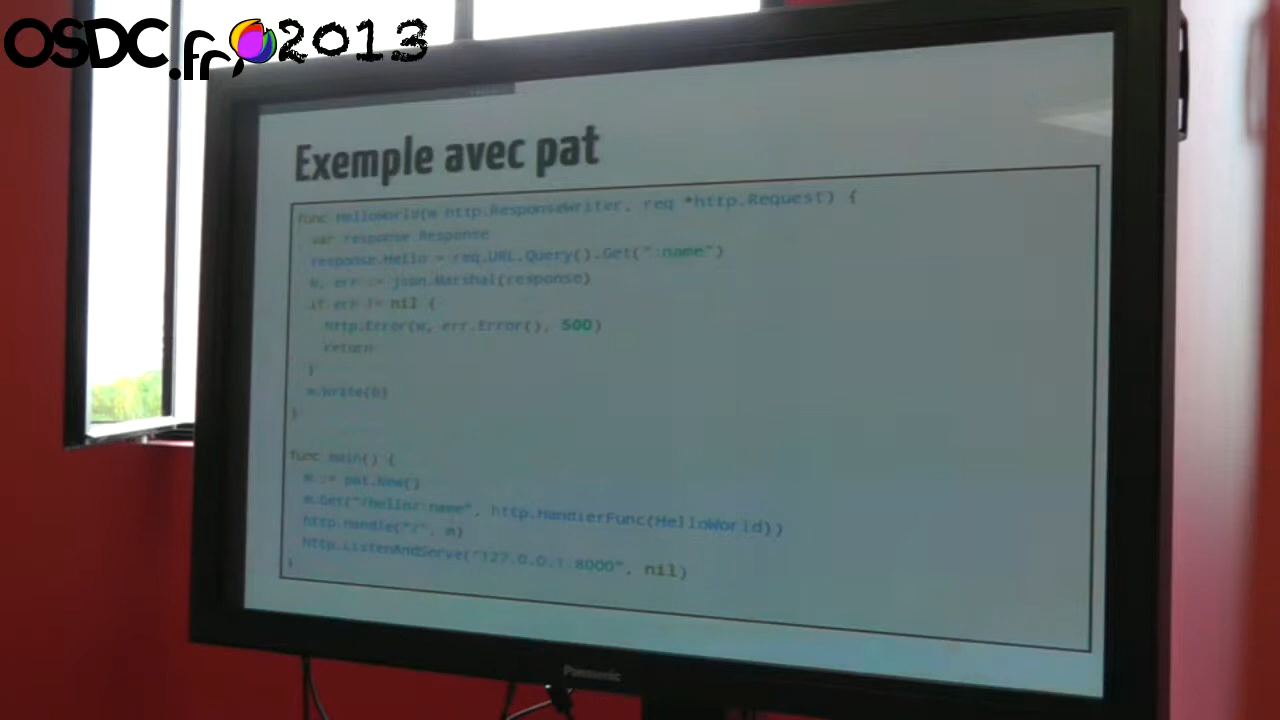 OSDC.fr 2013
Exemple avec pat
func HelloWorld(w http.ResponseWriter, req *http.Request) {
var response Response
response.Hello = req.URL.Query().Get(":name")
b, err := json.Marshal(response)
if err != nil {
http.Error(w, err.Error(), 500)
return
}
w.Write(b)
}
func main() {
m := pat.New()
m.Get("/hello/:name", http.HandlerFunc(HelloWorld))
http.Handle("/", m)
http.ListenAndServe("127.0.0.1:8000", nil)
}
Panasonic